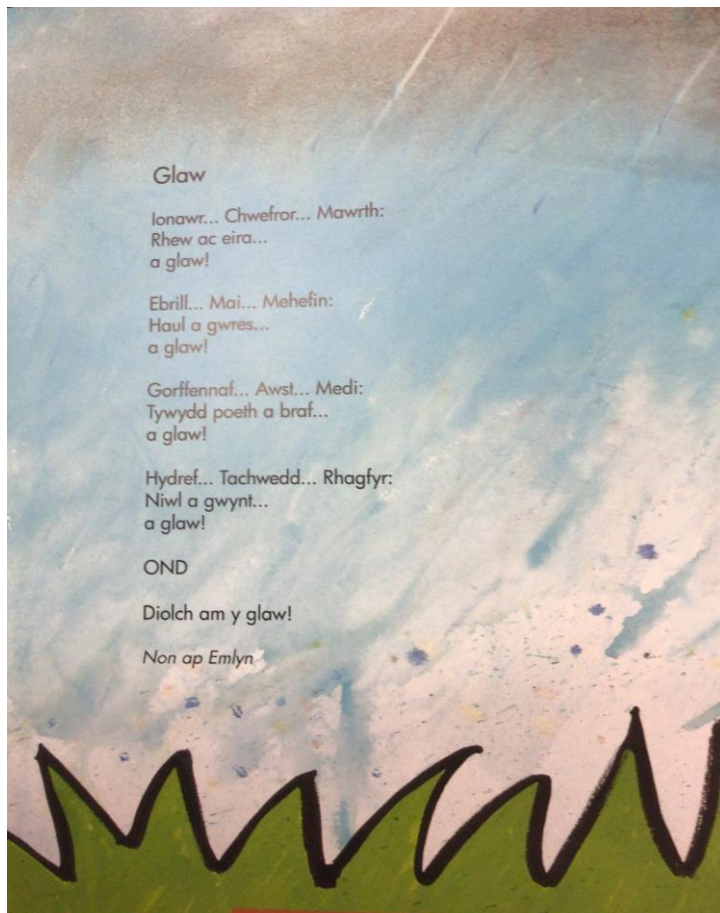 Glaw
Ionawr... Chwefror... Mawrth:
Rhew ac eira...
a glaw!
Ebrill... Mai... Mehefin:
Haul a gwres...
a glaw!
Gorffennaf... Awst... Medi:
Tywydd poeth a braf...
a glaw!
Hydref... Tachwedd... Rhagfyr:
Niwl a gwynt...
a glaw!
OND
Diolch am y glaw!
Non ap Emlyn